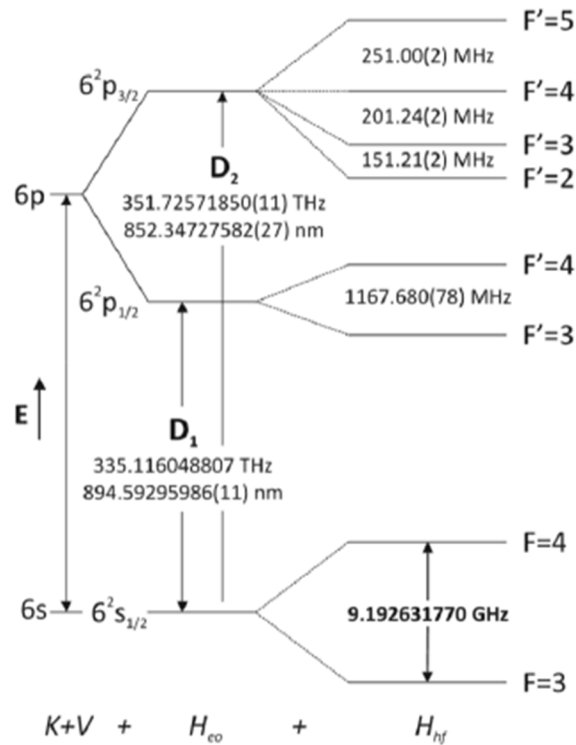 F'=5
251.00(2) MHz
6²p₃/₂
F'=4
201.24(2) MHz
F'=3
D₂
151.21(2) MHz
F'=2
6p
351.72571850(11) THz
852.34727582(27) nm
F'=4
6²p₁/₂
1167.680(78) MHz
F'=3
E
D₁
335.116048807 THz
894.59295986(11) nm
F=4
6s
6²s₁/₂
9.192631770 GHz
F=3
K+V + Hₑₒ + H_hf